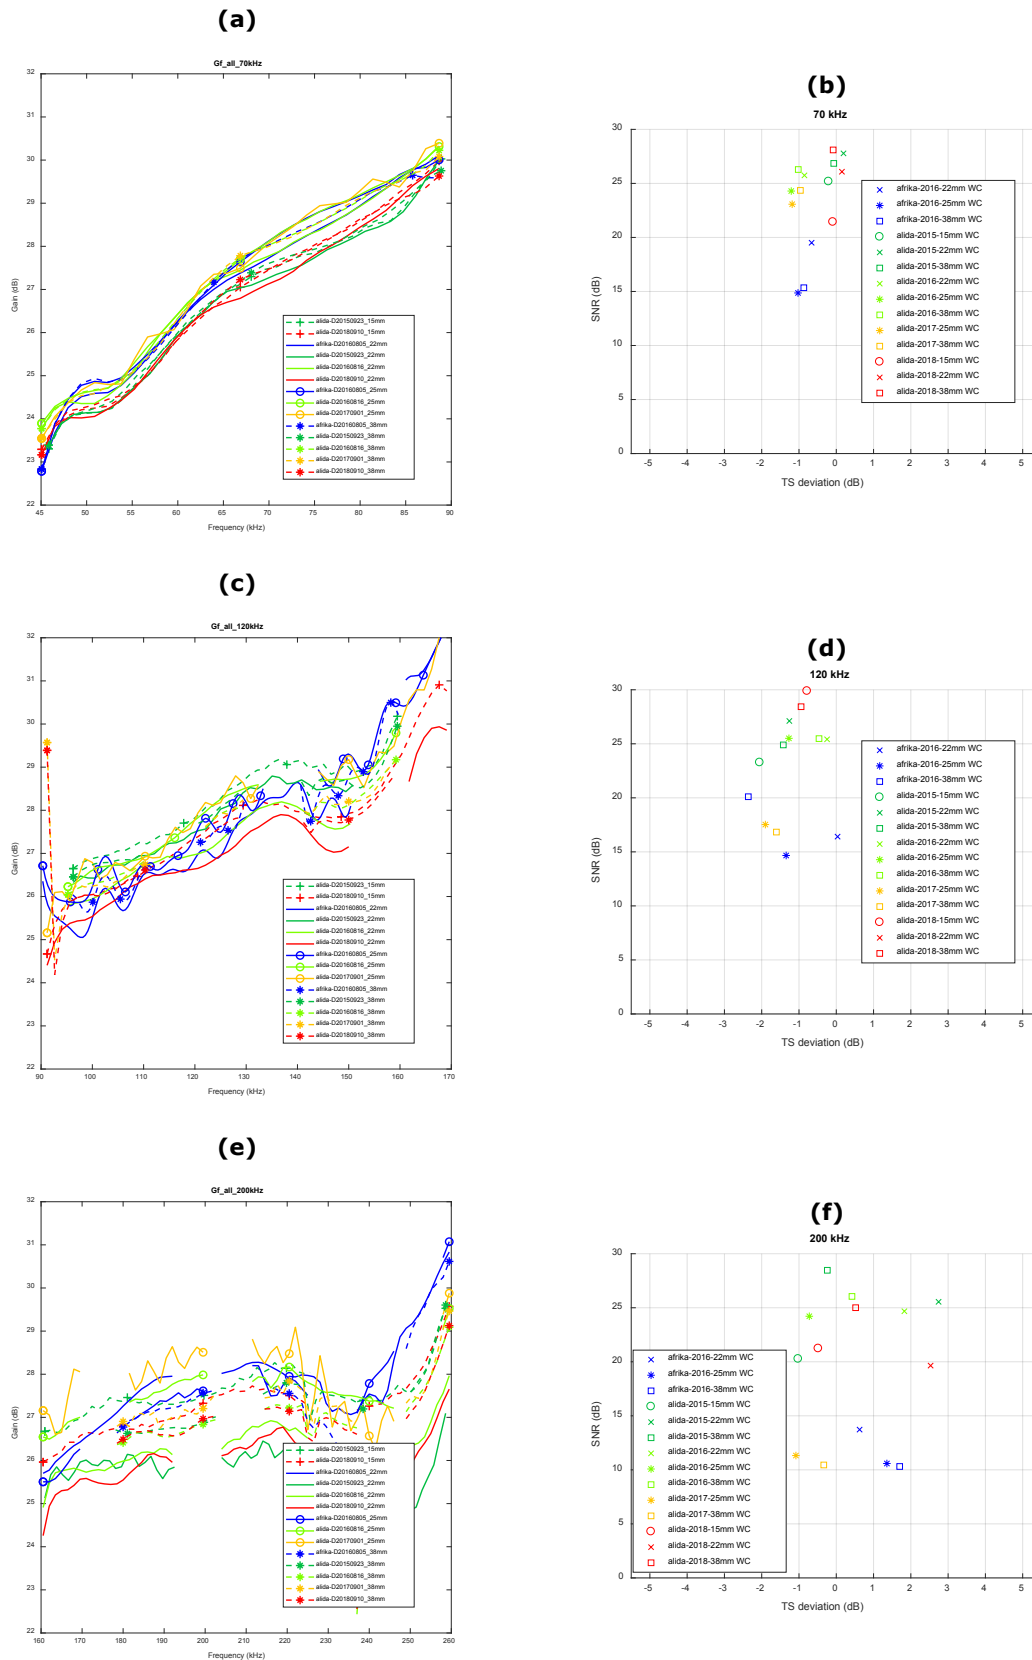 (a)
Gf_all_70kHz
32
31
30
29
28
27
26
25
24
23
22
Gain (dB)
45 50 55 60 65 70 75 80 85 90
Frequency (kHz)
alida-D20150923_15mm
alida-D20180910_15mm
afrika-D20160805_22mm
alida-D20150923_22mm
alida-D20160816_22mm
alida-D20180910_22mm
afrika-D20160805_25mm
alida-D20160816_25mm
alida-D20170901_25mm
afrika-D20160805_38mm
alida-D20150923_38mm
alida-D20160816_38mm
alida-D20170901_38mm
alida-D20180910_38mm
(b)
70 kHz
30
25
20
15
10
5
0
SNR (dB)
-5 -4 -3 -2 -1 0 1 2 3 4 5
TS deviation (dB)
afrika-2016-22mm WC
afrika-2016-25mm WC
afrika-2016-38mm WC
alida-2015-15mm WC
alida-2015-22mm WC
alida-2015-38mm WC
alida-2016-22mm WC
alida-2016-25mm WC
alida-2016-38mm WC
alida-2017-25mm WC
alida-2017-38mm WC
alida-2018-15mm WC
alida-2018-22mm WC
alida-2018-38mm WC
(c)
Gf_all_120kHz
32
31
30
29
28
27
26
25
24
23
22
Gain (dB)
90 100 110 120 130 140 150 160 170
Frequency (kHz)
alida-D20150923_15mm
alida-D20180910_15mm
afrika-D20160805_22mm
alida-D20150923_22mm
alida-D20160816_22mm
alida-D20180910_22mm
afrika-D20160805_25mm
alida-D20160816_25mm
alida-D20170901_25mm
afrika-D20160805_38mm
alida-D20150923_38mm
alida-D20160816_38mm
alida-D20170901_38mm
alida-D20180910_38mm
(d)
120 kHz
30
25
20
15
10
5
0
SNR (dB)
-5 -4 -3 -2 -1 0 1 2 3 4 5
TS deviation (dB)
afrika-2016-22mm WC
afrika-2016-25mm WC
afrika-2016-38mm WC
alida-2015-15mm WC
alida-2015-22mm WC
alida-2015-38mm WC
alida-2016-22mm WC
alida-2016-25mm WC
alida-2016-38mm WC
alida-2017-25mm WC
alida-2017-38mm WC
alida-2018-15mm WC
alida-2018-22mm WC
alida-2018-38mm WC
(e)
Gf_all_200kHz
32
31
30
29
28
27
26
25
24
23
22
Gain (dB)
160 170 180 190 200 210 220 230 240 250 260
Frequency (kHz)
alida-D20150923_15mm
alida-D20180910_15mm
afrika-D20160805_22mm
alida-D20150923_22mm
alida-D20160816_22mm
alida-D20180910_22mm
afrika-D20160805_25mm
alida-D20160816_25mm
alida-D20170901_25mm
afrika-D20160805_38mm
alida-D20150923_38mm
alida-D20160816_38mm
alida-D20170901_38mm
alida-D20180910_38mm
(f)
200 kHz
30
25
20
15
10
5
0
SNR (dB)
-5 -4 -3 -2 -1 0 1 2 3 4 5
TS deviation (dB)
afrika-2016-22mm WC
afrika-2016-25mm WC
afrika-2016-38mm WC
alida-2015-15mm WC
alida-2015-22mm WC
alida-2015-38mm WC
alida-2016-22mm WC
alida-2016-25mm WC
alida-2016-38mm WC
alida-2017-25mm WC
alida-2017-38mm WC
alida-2018-15mm WC
alida-2018-22mm WC
alida-2018-38mm WC